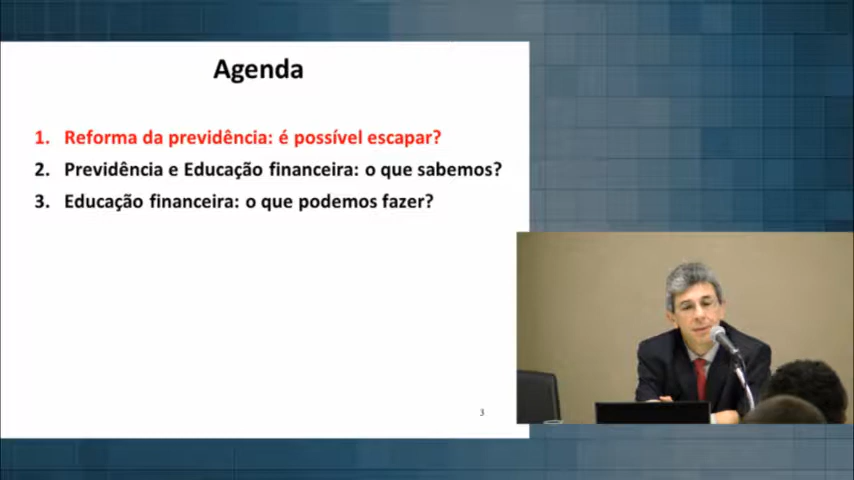 Agenda
1. Reforma da previdência: é possível escapar?
2. Previdência e Educação financeira: o que sabemos?
3. Educação financeira: o que podemos fazer?
3